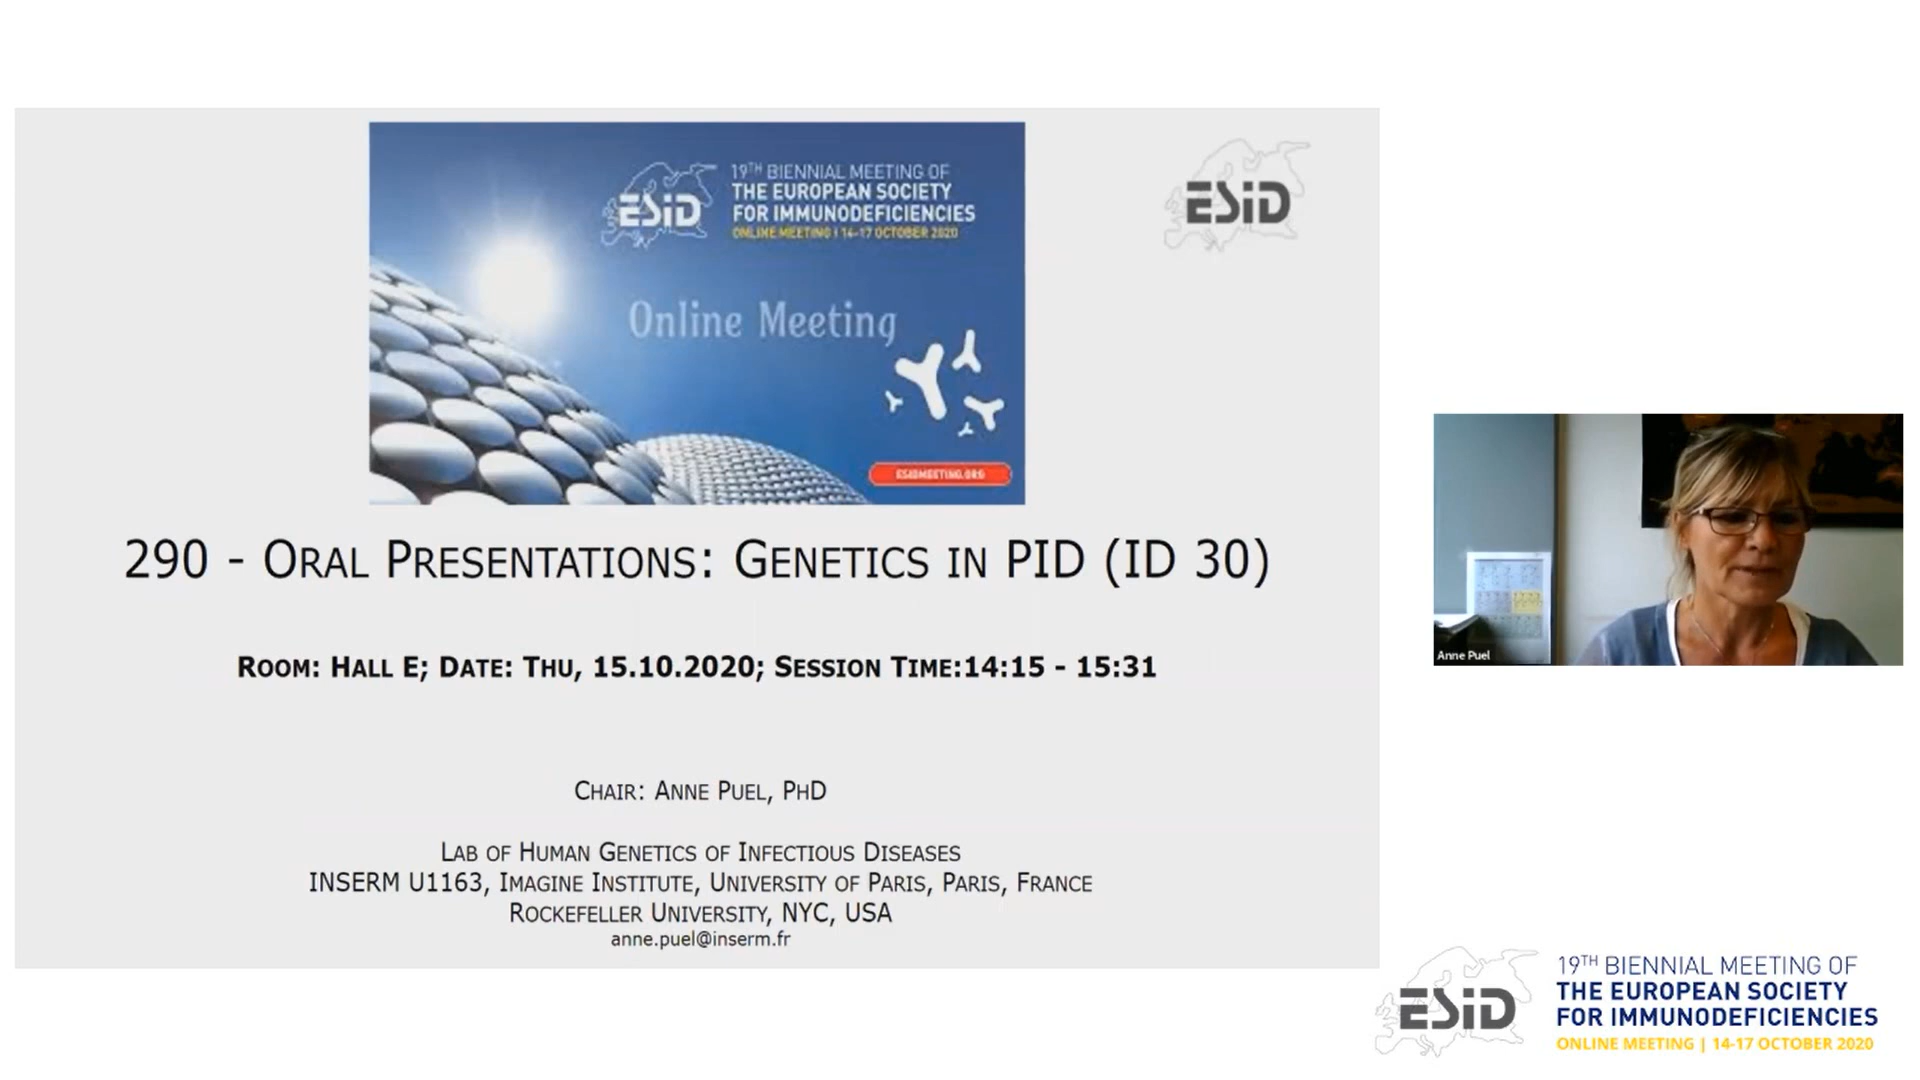 ESiD
19TH BIENNIAL MEETING OF
THE EUROPEAN SOCIETY
FOR IMMUNODEFICIENCIES
ONLINE MEETING | 14-17 OCTOBER 2020
Online Meeting
ESIDMEETING.ORG
ESiD
290 - ORAL PRESENTATIONS: GENETICS IN PID (ID 30)
ROOM: HALL E; DATE: THU, 15.10.2020; SESSION TIME:14:15 - 15:31
CHAIR: ANNE PUEL, PHD
LAB OF HUMAN GENETICS OF INFECTIOUS DISEASES
INSERM U1163, IMAGINE INSTITUTE, UNIVERSITY OF PARIS, PARIS, FRANCE
ROCKEFELLER UNIVERSITY, NYC, USA
anne.puel@inserm.fr
Anne Puel
ESiD
19TH BIENNIAL MEETING OF
THE EUROPEAN SOCIETY
FOR IMMUNODEFICIENCIES
ONLINE MEETING | 14-17 OCTOBER 2020